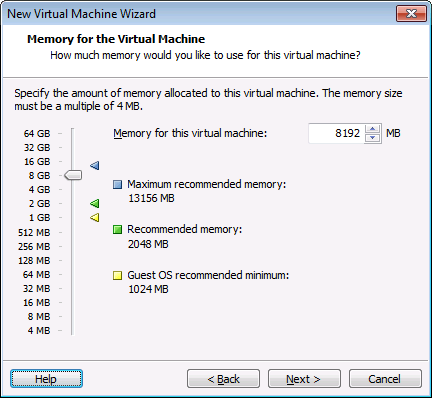 New Virtual Machine Wizard
Memory for the Virtual Machine
How much memory would you like to use for this virtual machine?
Specify the amount of memory allocated to this virtual machine. The memory size
must be a multiple of 4 MB.
64 GB
32 GB
16 GB
8 GB
4 GB
2 GB
1 GB
512 MB
256 MB
128 MB
64 MB
32 MB
16 MB
8 MB
4 MB
Memory for this virtual machine: 8192 MB
Maximum recommended memory:
13156 MB
Recommended memory:
2048 MB
Guest OS recommended minimum:
1024 MB
Help < Back Next > Cancel